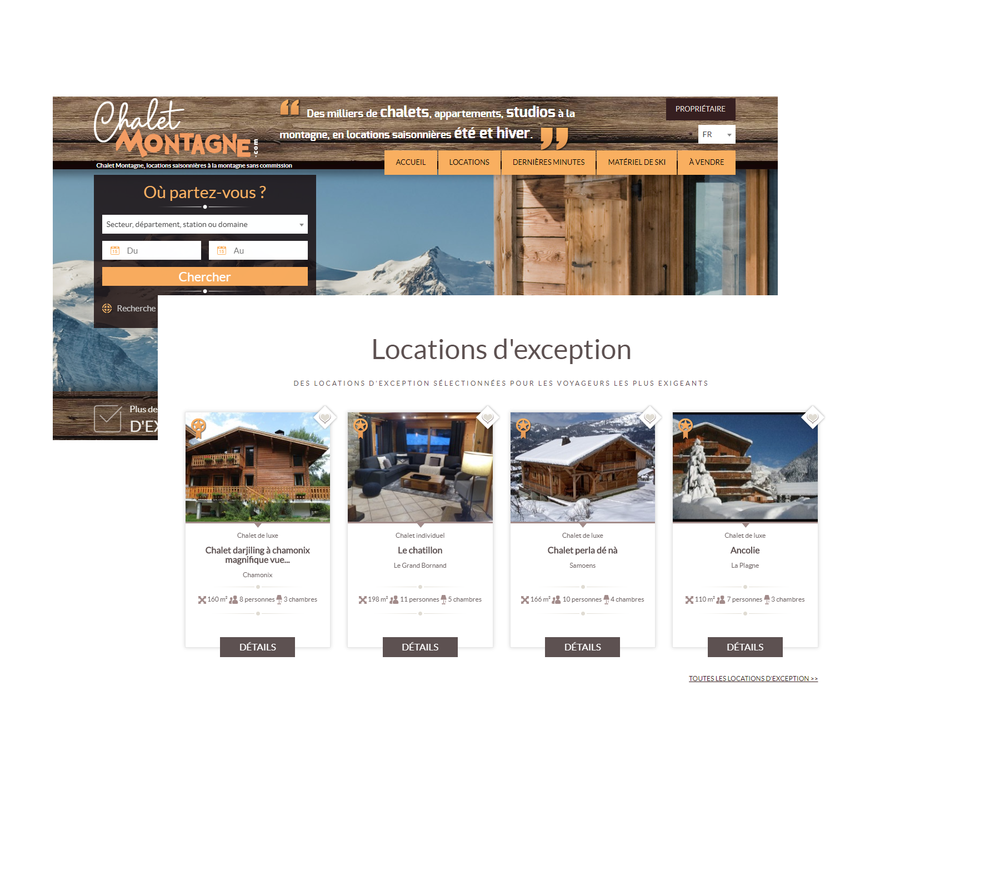 Chalet
MONTAGNE
.com
Chalet Montagne, locations saisonnières à la montagne sans commission
“ Des milliers de chalets, appartements, studios à la
montagne, en locations saisonnières été et hiver. ”
PROPRIÉTAIRE
FR
ACCUEIL LOCATIONS DERNIÈRES MINUTES MATÉRIEL DE SKI À VENDRE
Où partez-vous ?
Secteur, département, station ou domaine
15 Du 15 Au
Chercher
Recherche
Plus de
D'EX
Locations d'exception
DES LOCATIONS D'EXCEPTION SÉLECTIONNÉES POUR LES VOYAGEURS LES PLUS EXIGEANTS
Chalet de luxe
Chalet darjiling à chamonix
magnifique vue...
Chamonix
160 m² 8 personnes 3 chambres
DÉTAILS
Chalet individuel
Le chatillon
Le Grand Bornand
198 m² 11 personnes 5 chambres
DÉTAILS
Chalet de luxe
Chalet perla dé nà
Samoens
166 m² 10 personnes 4 chambres
DÉTAILS
Chalet de luxe
Ancolie
La Plagne
110 m² 7 personnes 3 chambres
DÉTAILS
TOUTES LES LOCATIONS D'EXCEPTION >>